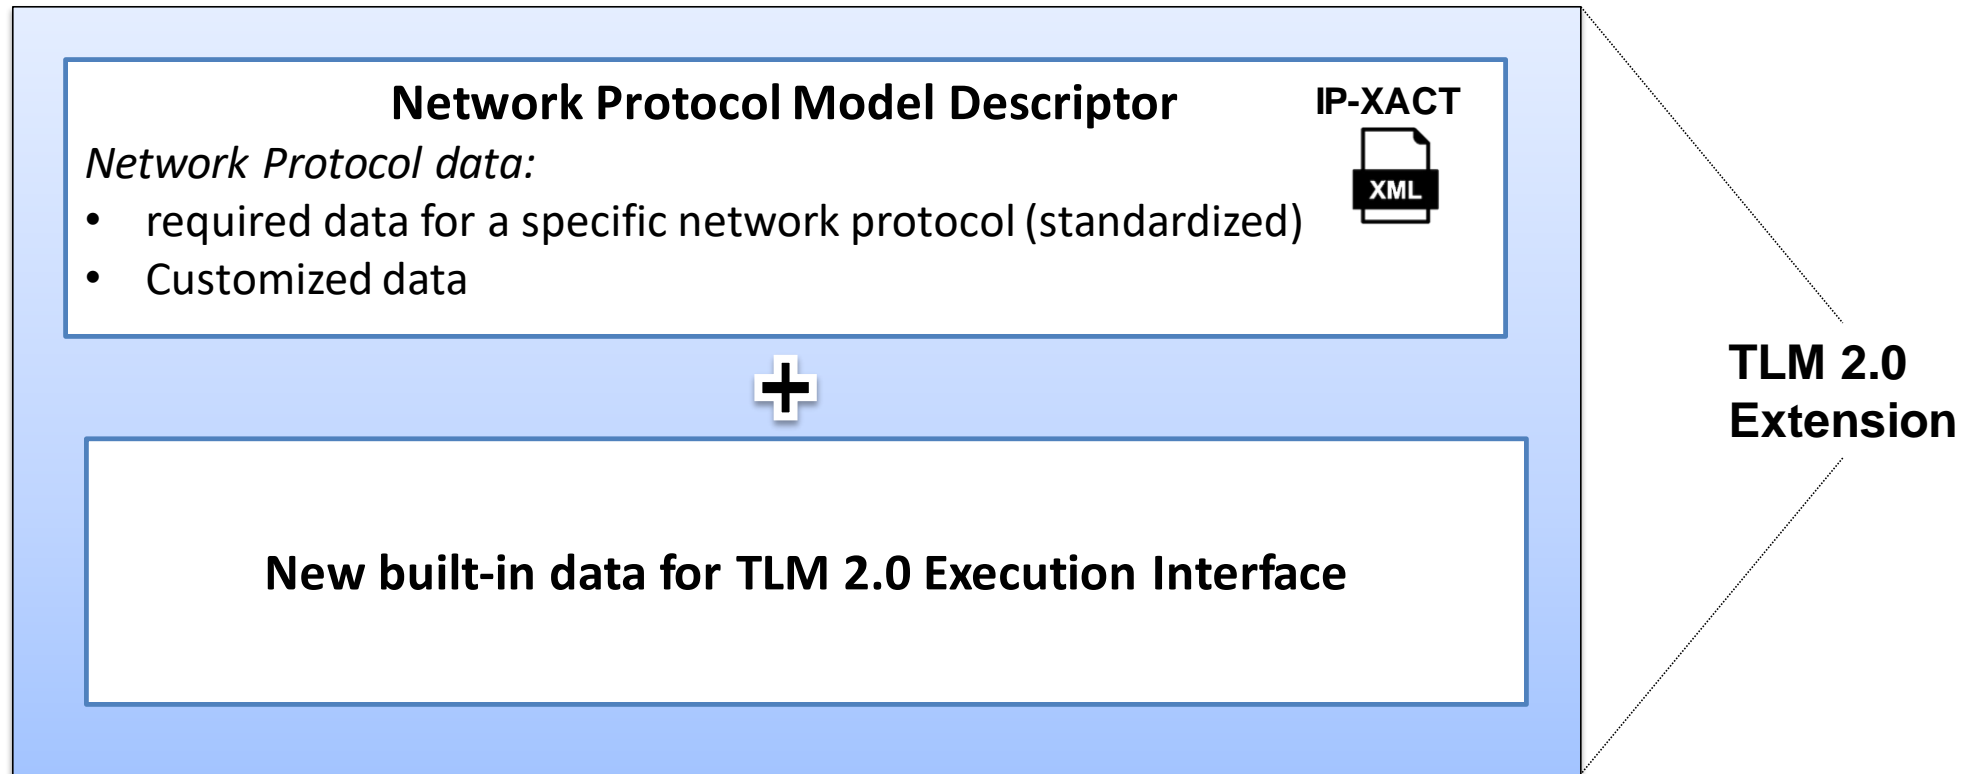 Network Protocol Model Descriptor
IP-XACT
XML
Network Protocol data:
• required data for a specific network protocol (standardized)
• Customized data
+
New built-in data for TLM 2.0 Execution Interface
TLM 2.0
Extension